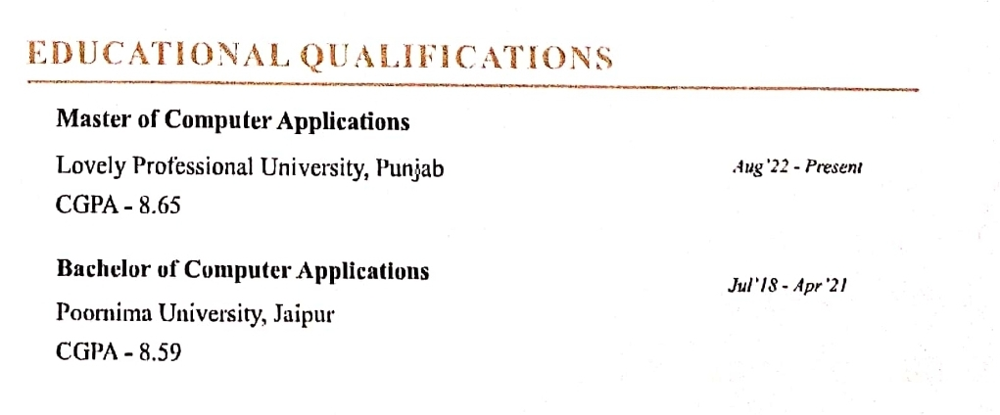 EDUCATIONAL QUALIFICATIONS
Master of Computer Applications
Lovely Professional University, Punjab
Aug '22 - Present
CGPA - 8.65
Bachelor of Computer Applications
Jul '18 - Apr '21
Poornima University, Jaipur
CGPA - 8.59